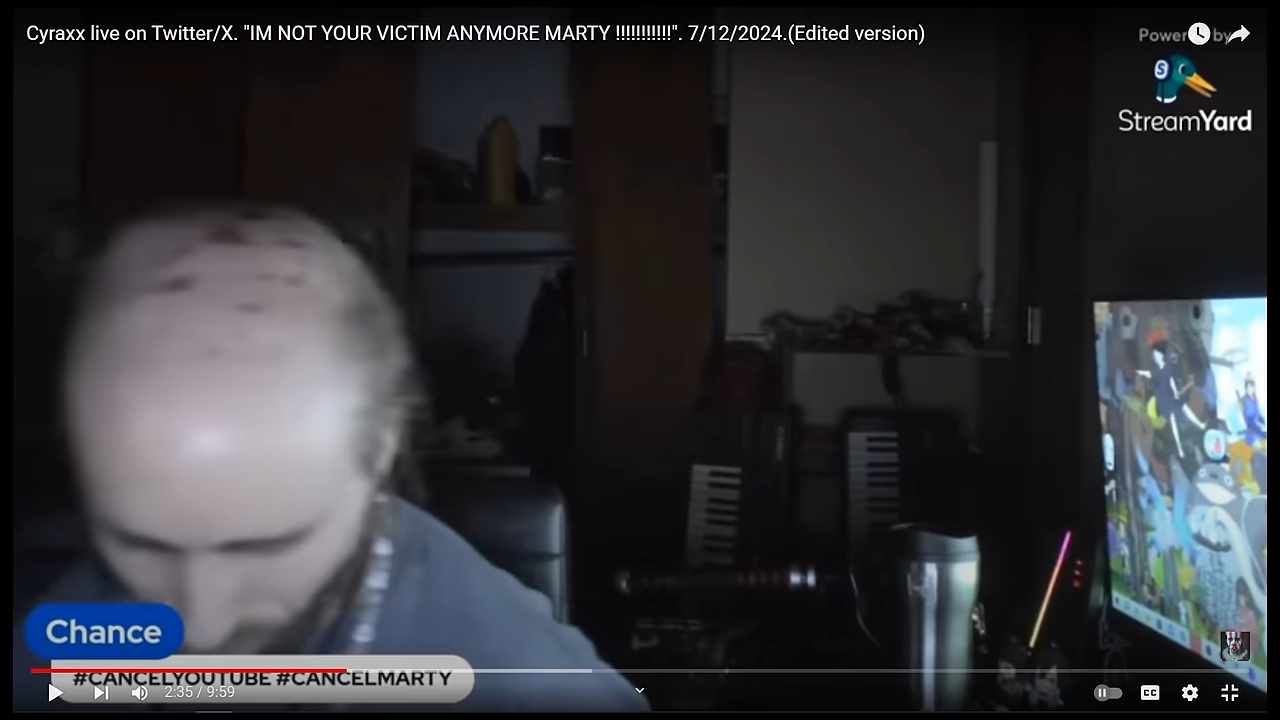 Cyraxx live on Twitter/X. "IM NOT YOUR VICTIM ANYMORE MARTY !!!!!!!!!!!". 7/12/2024.(Edited version)
Powered by
StreamYard
Chance
#CANCELYOUTUBE #CANCELMARTY
2:35 / 9:59
CC